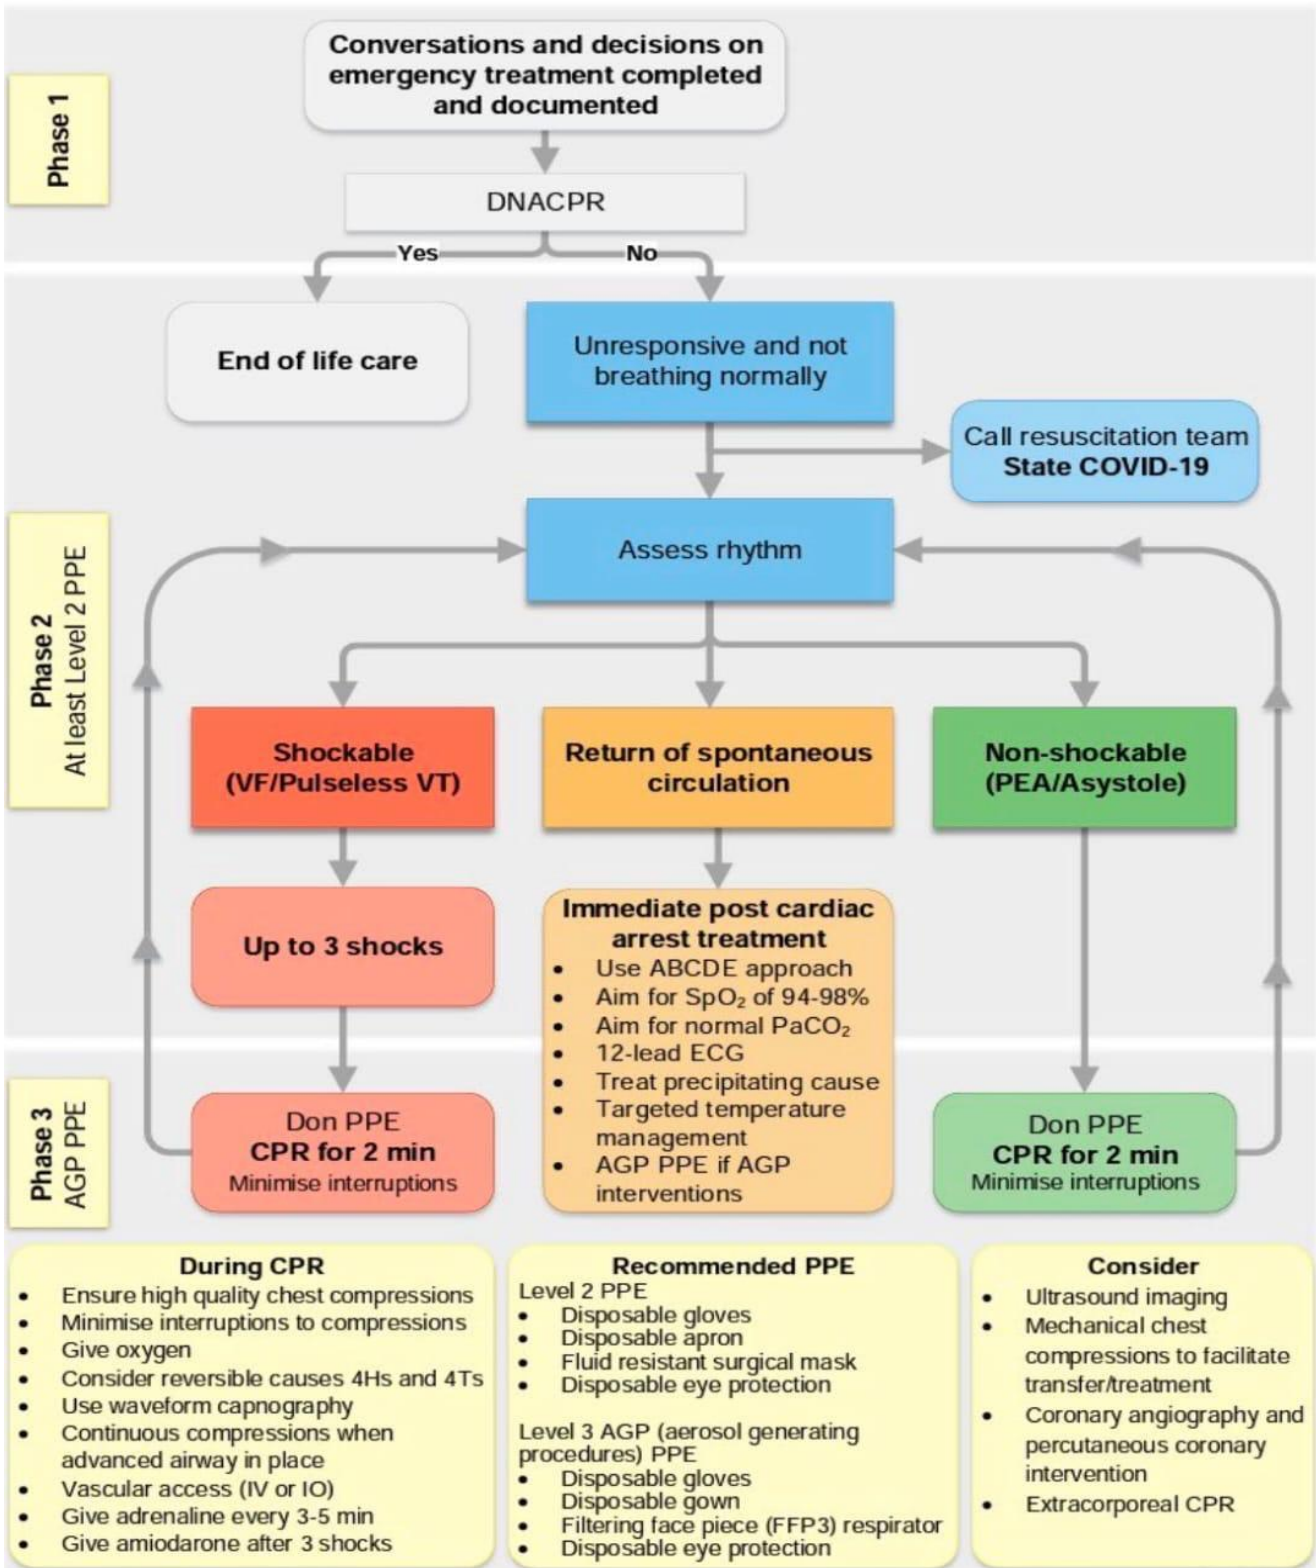 Conversations and decisions on
emergency treatment completed
and documented
Phase 1
DNACPR
Yes
No
End of life care
Unresponsive and not
breathing normally
Call resuscitation team
State COVID-19
Phase 2
At least Level 2 PPE
Assess rhythm
Shockable
(VF/Pulseless VT)
Return of spontaneous
circulation
Non-shockable
(PEA/Asystole)
Up to 3 shocks
Immediate post cardiac
arrest treatment
• Use ABCDE approach
• Aim for SpO₂ of 94-98%
• Aim for normal PaCO₂
• 12-lead ECG
• Treat precipitating cause
• Targeted temperature
management
• AGP PPE if AGP
interventions
Phase 3
AGP PPE
Don PPE
CPR for 2 min
Minimise interruptions
Don PPE
CPR for 2 min
Minimise interruptions
During CPR
• Ensure high quality chest compressions
• Minimise interruptions to compressions
• Give oxygen
• Consider reversible causes 4Hs and 4Ts
• Use waveform capnography
• Continuous compressions when
advanced airway in place
• Vascular access (IV or IO)
• Give adrenaline every 3-5 min
• Give amiodarone after 3 shocks
Recommended PPE
Level 2 PPE
• Disposable gloves
• Disposable apron
• Fluid resistant surgical mask
• Disposable eye protection
Level 3 AGP (aerosol generating
procedures) PPE
• Disposable gloves
• Disposable gown
• Filtering face piece (FFP3) respirator
• Disposable eye protection
Consider
• Ultrasound imaging
• Mechanical chest
compressions to facilitate
transfer/treatment
• Coronary angiography and
percutaneous coronary
intervention
• Extracorporeal CPR